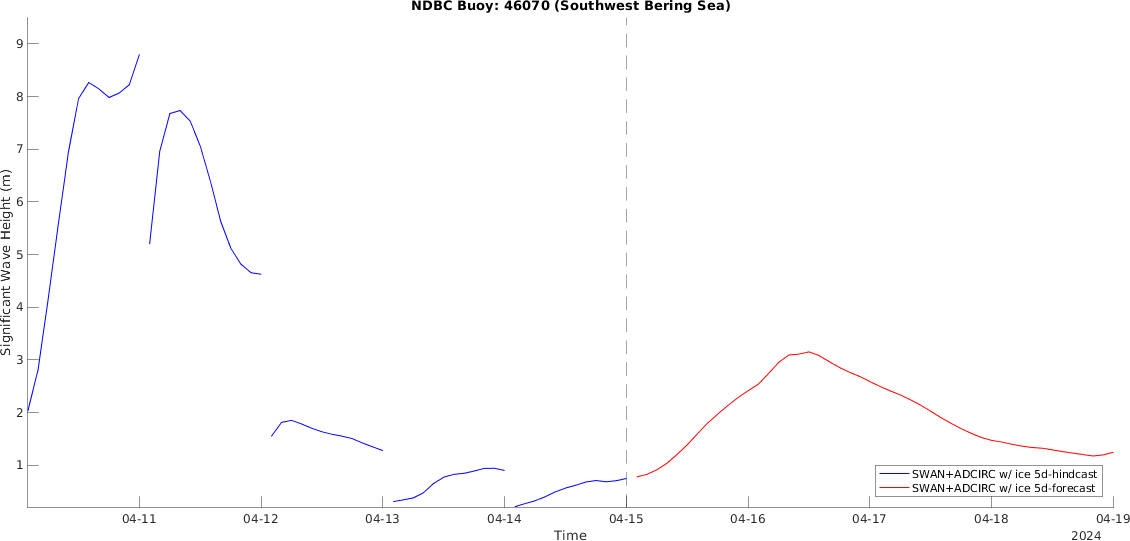 NDBC Buoy: 46070 (Southwest Bering Sea)
Significant Wave Height (m)
9
8
7
6
5
4
3
2
1
SWAN+ADCIRC w/ ice 5d-hindcast
SWAN+ADCIRC w/ ice 5d-forecast
04-11 04-12 04-13 04-14 04-15 04-16 04-17 04-18 04-19
Time
2024